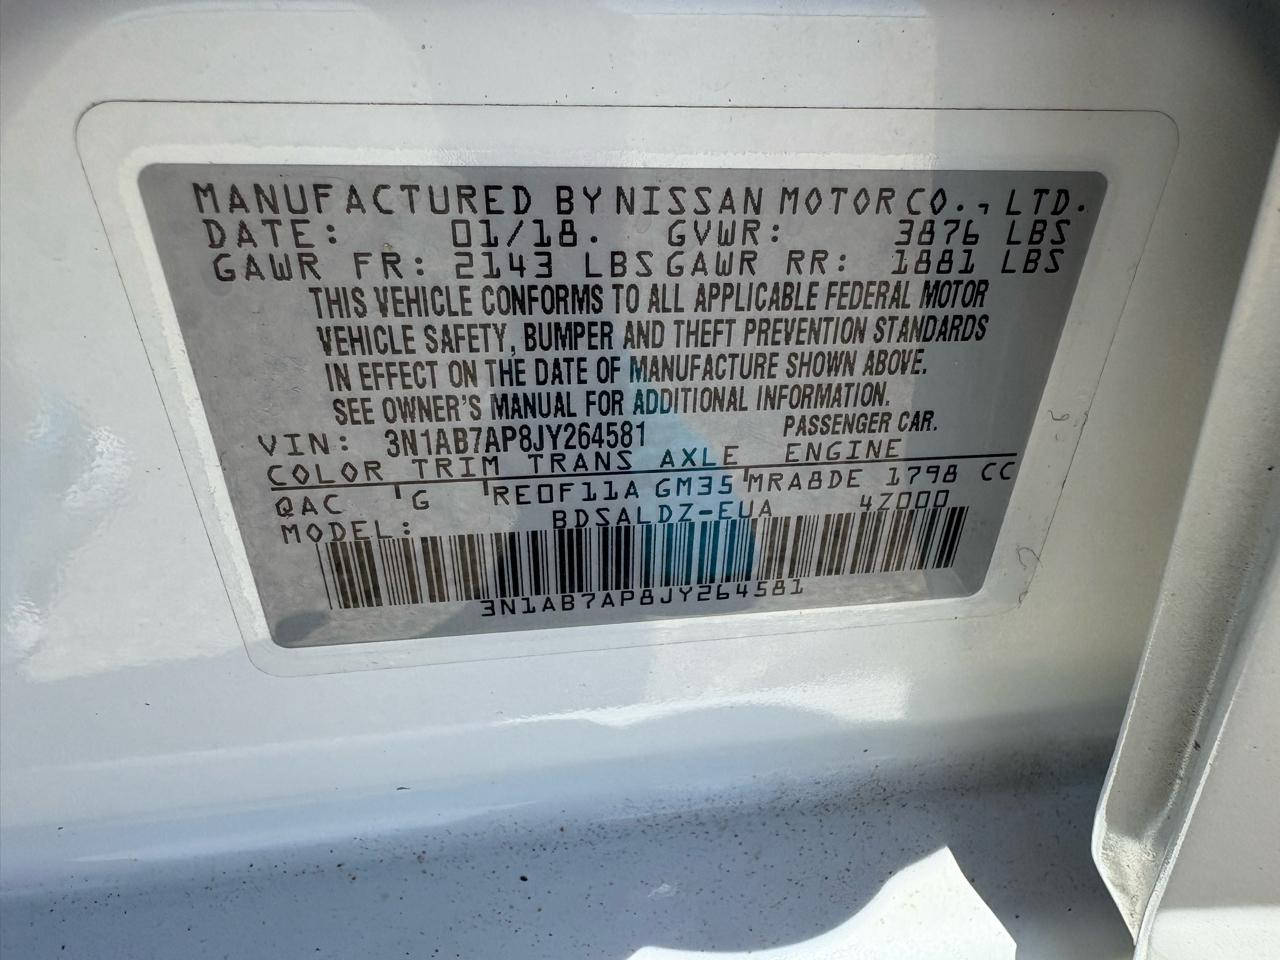 MANUFACTURED BY NISSAN MOTOR CO., LTD.
DATE: 01/18. GVWR: 3876 LBS
GAWR FR: 2143 LBS GAWR RR: 1881 LBS
THIS VEHICLE CONFORMS TO ALL APPLICABLE FEDERAL MOTOR
VEHICLE SAFETY, BUMPER AND THEFT PREVENTION STANDARDS
IN EFFECT ON THE DATE OF MANUFACTURE SHOWN ABOVE.
SEE OWNER'S MANUAL FOR ADDITIONAL INFORMATION.
VIN: 3N1AB7AP8JY264581 PASSENGER CAR.
COLOR TRIM TRANS AXLE ENGINE
QAC G RE0F11A GM35 MRA8DE 1798 CC
MODEL: BDSALDZ-EUA 4Z000
3N1AB7AP8JY264581